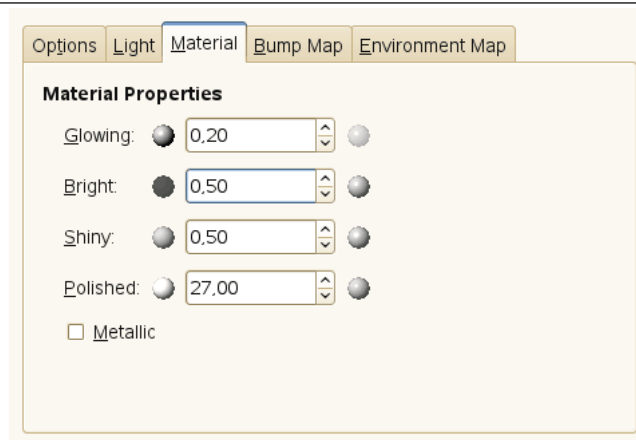 Options Light Material Bump Map Environment Map
Material Properties
Glowing: 0,20
Bright: 0,50
Shiny: 0,50
Polished: 27,00
Metallic